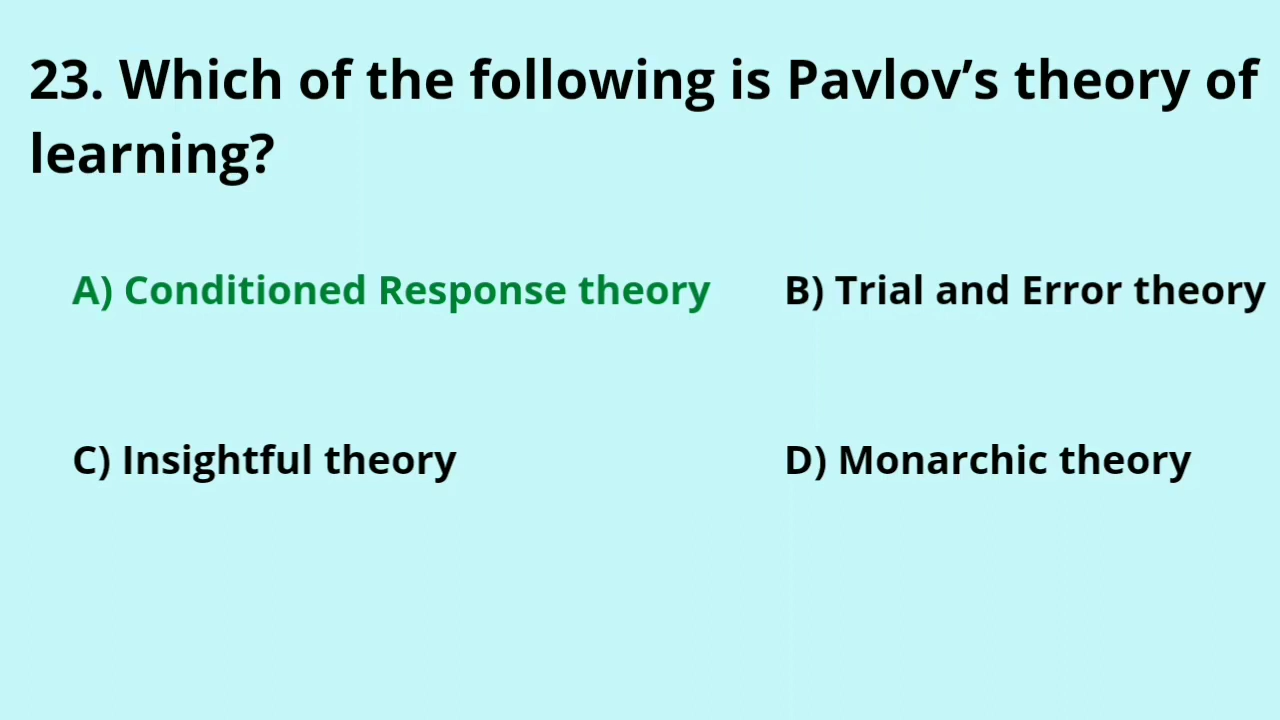 23. Which of the following is Pavlov’s theory of
learning?
A) Conditioned Response theory
B) Trial and Error theory
C) Insightful theory
D) Monarchic theory